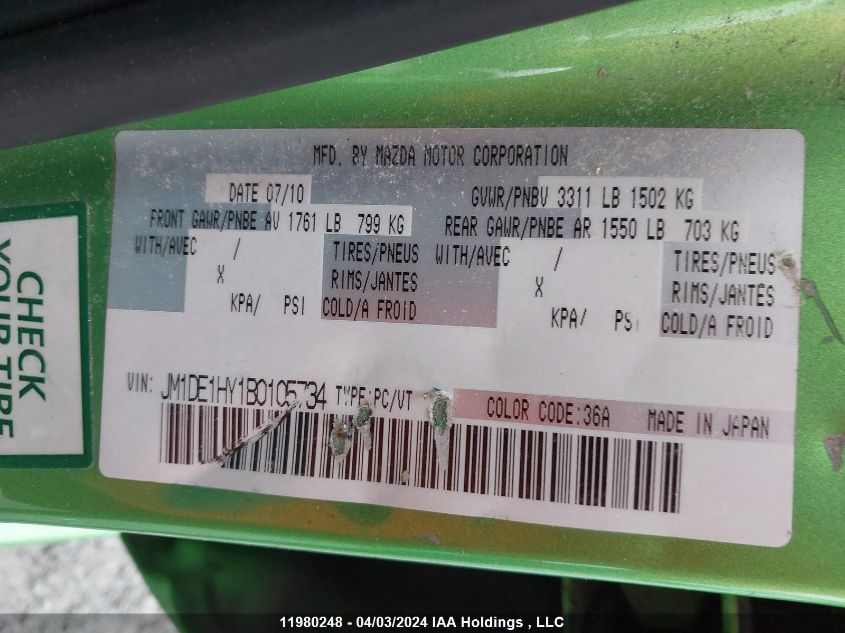 MFD. BY MAZDA MOTOR CORPORATION
DATE 07/10 GVWR/PNBV 3311 LB 1502 KG
FRONT GAWR/PNBE AV 1761 LB 799 KG REAR GAWR/PNBE AR 1550 LB 703 KG
WITH/AVEC / TIRES/PNEUS WITH/AVEC / TIRES/PNEUS
X RIMS/JANTES X RIMS/JANTES
KPA/ PSI COLD/A FROID KPA/ PSI COLD/A FROID
VIN: JM1DE1HY1B0105734 TYPE:PC/VT COLOR CODE:36A MADE IN JAPAN
CHECK
YOUR TIRE
11980248 - 04/03/2024 IAA Holdings , LLC